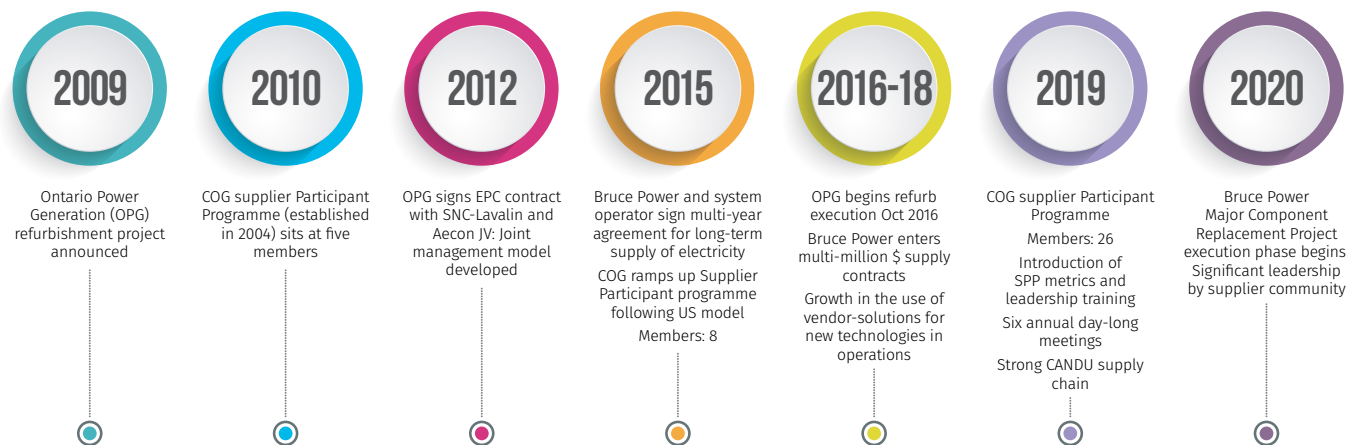 2009
Ontario Power
Generation (OPG)
refurbishment project
announced
2010
COG supplier Participant
Programme (established
in 2004) sits at five
members
2012
OPG signs EPC contract
with SNC-Lavalin and
Aecon JV: Joint
management model
developed
2015
Bruce Power and system
operator sign multi-year
agreement for long-term
supply of electricity
COG ramps up Supplier
Participant programme
following US model
Members: 8
2016-18
OPG begins refurb
execution Oct 2016
Bruce Power enters
multi-million $ supply
contracts
Growth in the use of
vendor-solutions for
new technologies in
operations
2019
COG supplier Participant
Programme
Members: 26
Introduction of
SPP metrics and
leadership training
Six annual day-long
meetings
Strong CANDU supply
chain
2020
Bruce Power
Major Component
Replacement Project
execution phase begins
Significant leadership
by supplier community